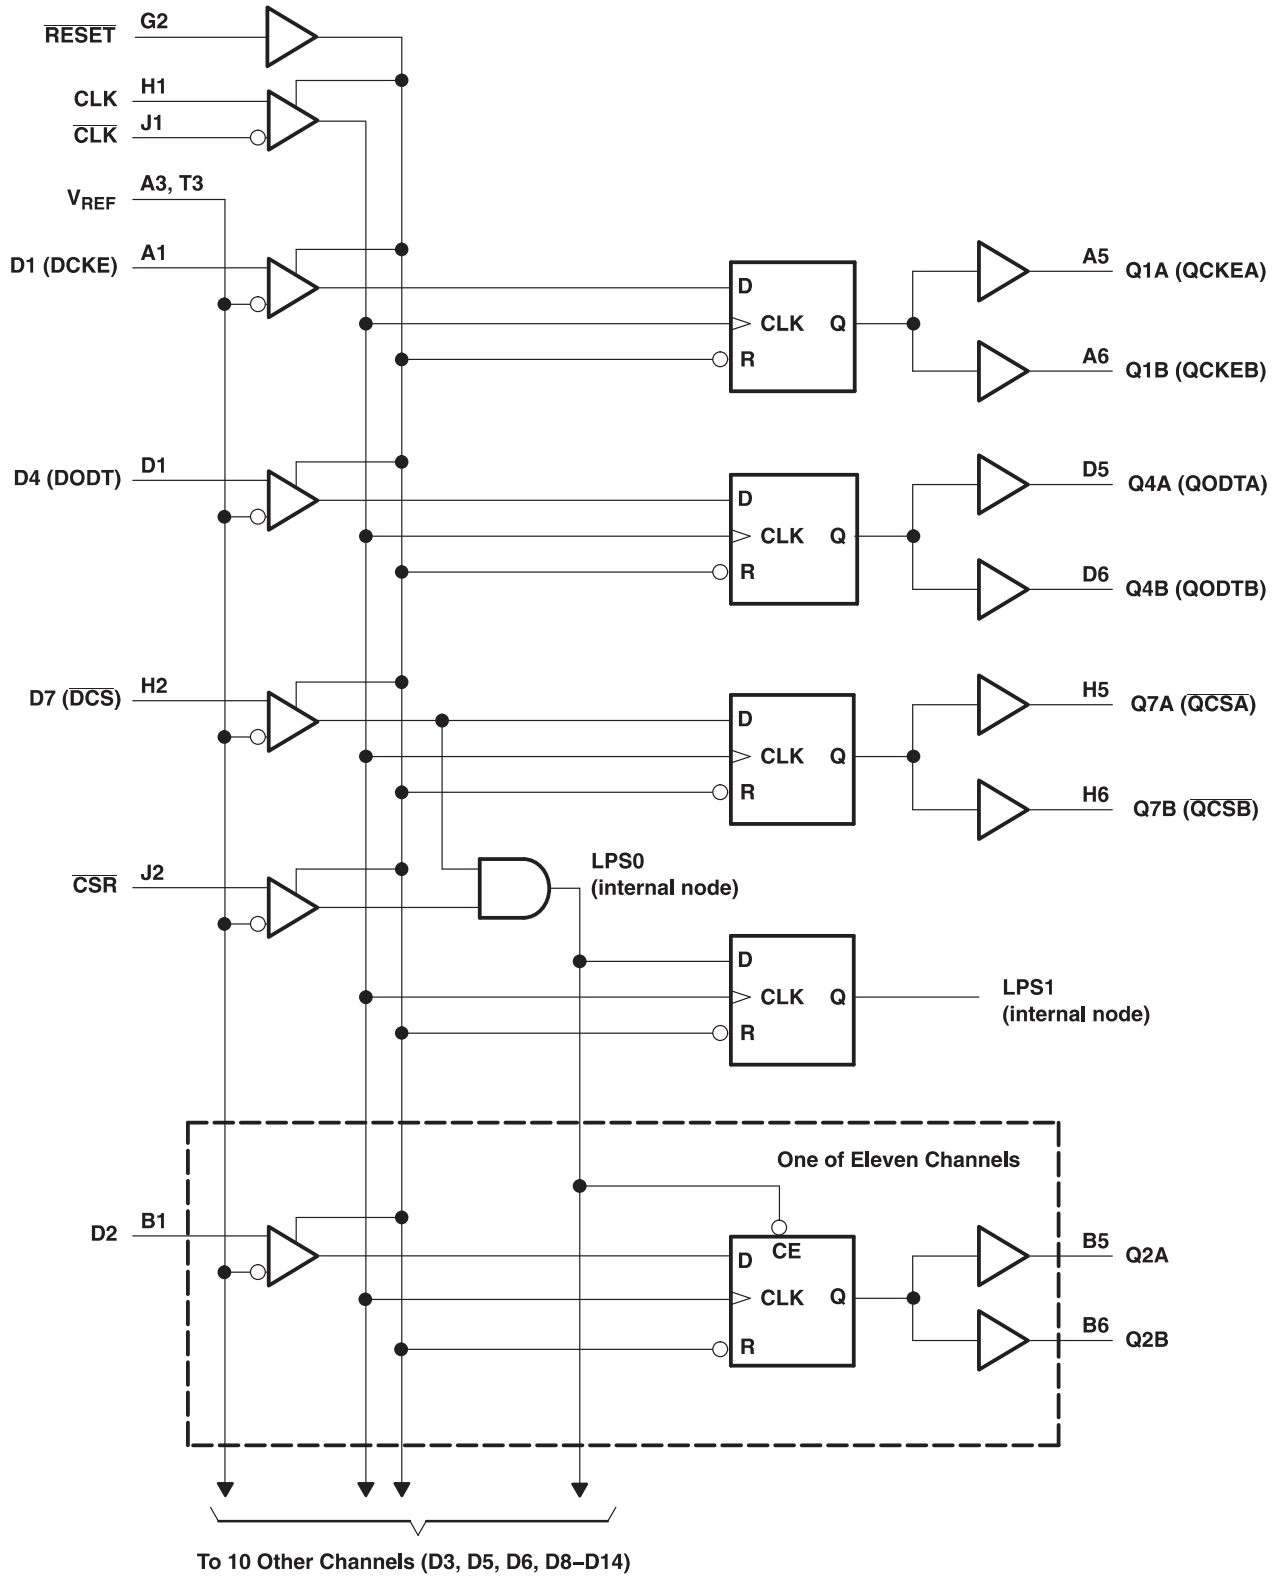 RESET G2
CLK H1
CLK J1
VREF A3, T3
D1 (DCKE) A1
D
CLK Q
R
A5 Q1A (QCKEA)
A6 Q1B (QCKEB)
D4 (DODT) D1
D
CLK Q
R
D5 Q4A (QODTA)
D6 Q4B (QODTB)
D7 (DCS) H2
D
CLK Q
R
H5 Q7A (QCSA)
H6 Q7B (QCSB)
CSR J2
LPS0
(internal node)
D
CLK Q
R
LPS1
(internal node)
One of Eleven Channels
D2 B1
CE
D
CLK Q
R
B5 Q2A
B6 Q2B
To 10 Other Channels (D3, D5, D6, D8–D14)